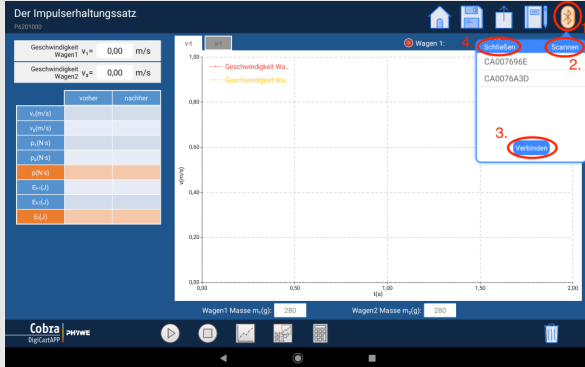 Der Impulserhaltungssatz
P6201000
Geschwindigkeit Wagen1 v₁= 0,00 m/s
Geschwindigkeit Wagen2 v₂= 0,00 m/s
vorher nachher
v₁(m/s)
v₂(m/s)
p₁(N·s)
p₂(N·s)
p(N·s)
Eₖ₁(J)
Eₖ₂(J)
v-t
Wagen 1:
Geschwindigkeit Wa..
Geschwindigkeit Wa..
1,00
0,80
0,60
0,40
0,20
0,00
v(m/s)
0,00 0,50 1,00 1,50 2,00
t(s)
4. Schließen Scannen
2.
CA007696E
CA0076A3D
3.
Verbinden
Wagen1 Masse m₁(g): 280 Wagen2 Masse m₂(g): 280
Cobra PHYWE
DigiCartAPP